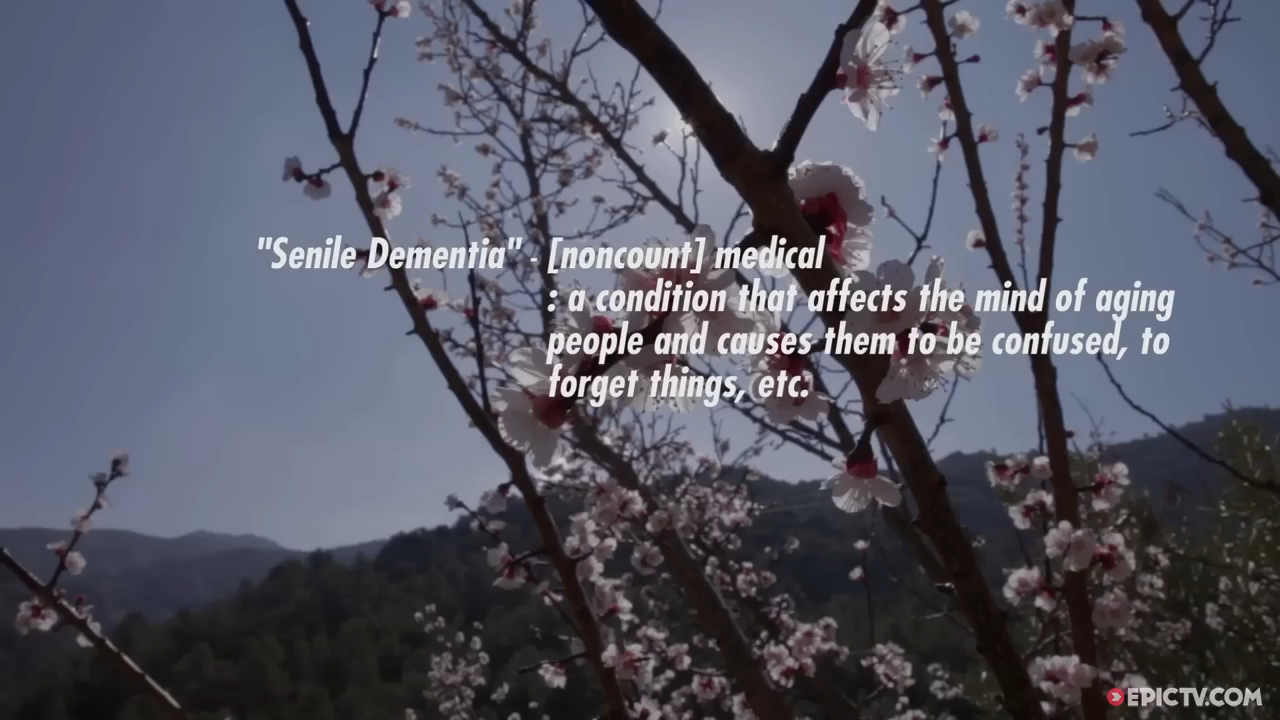 "Senile Dementia" - [noncount] medical
: a condition that affects the mind of aging
people and causes them to be confused, to
forget things, etc.
EPICTV.COM